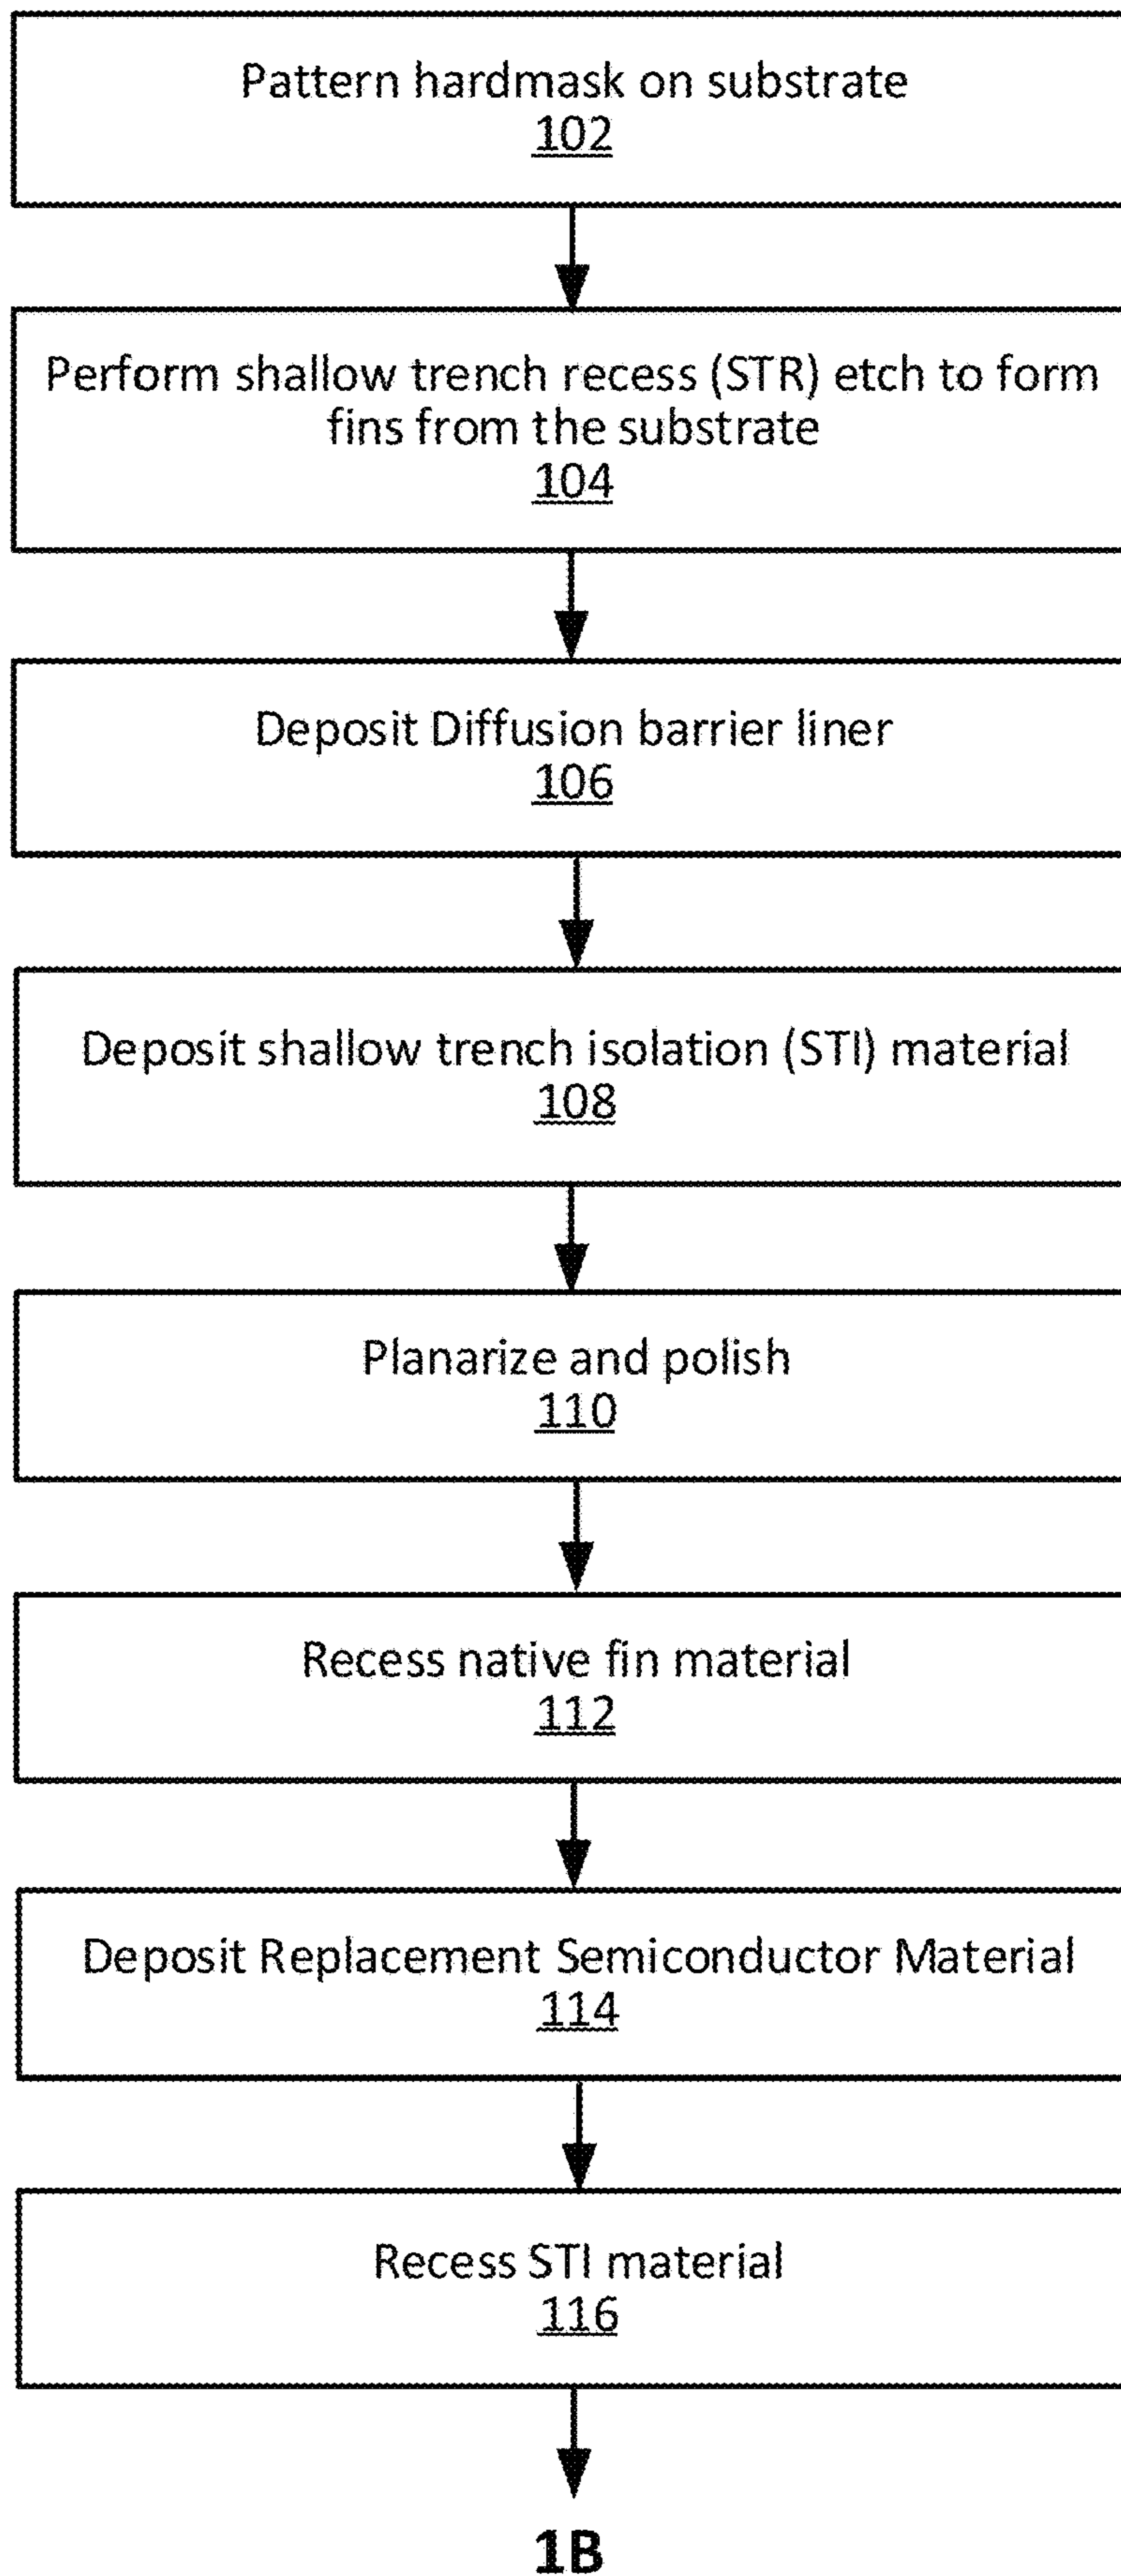 Pattern hardmask on substrate
102
Perform shallow trench recess (STR) etch to form
fins from the substrate
104
Deposit Diffusion barrier liner
106
Deposit shallow trench isolation (STI) material
108
Planarize and polish
110
Recess native fin material
112
Deposit Replacement Semiconductor Material
114
Recess STI material
116
1B